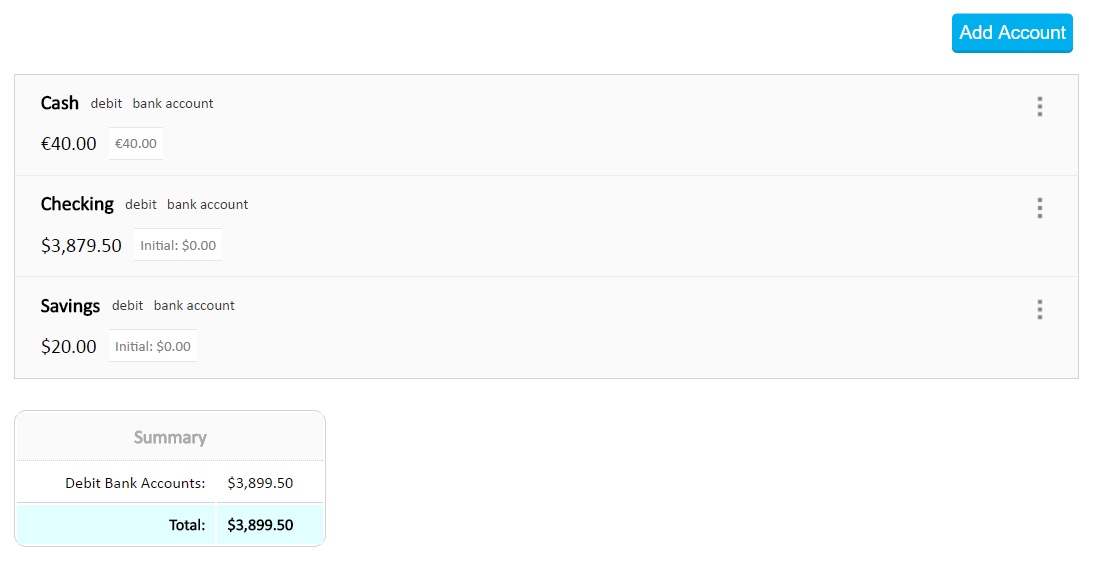 Add Account
Cash debit bank account
€40.00 €40.00
Checking debit bank account
$3,879.50 Initial: $0.00
Savings debit bank account
$20.00 Initial: $0.00
Summary
Debit Bank Accounts: $3,899.50
Total: $3,899.50